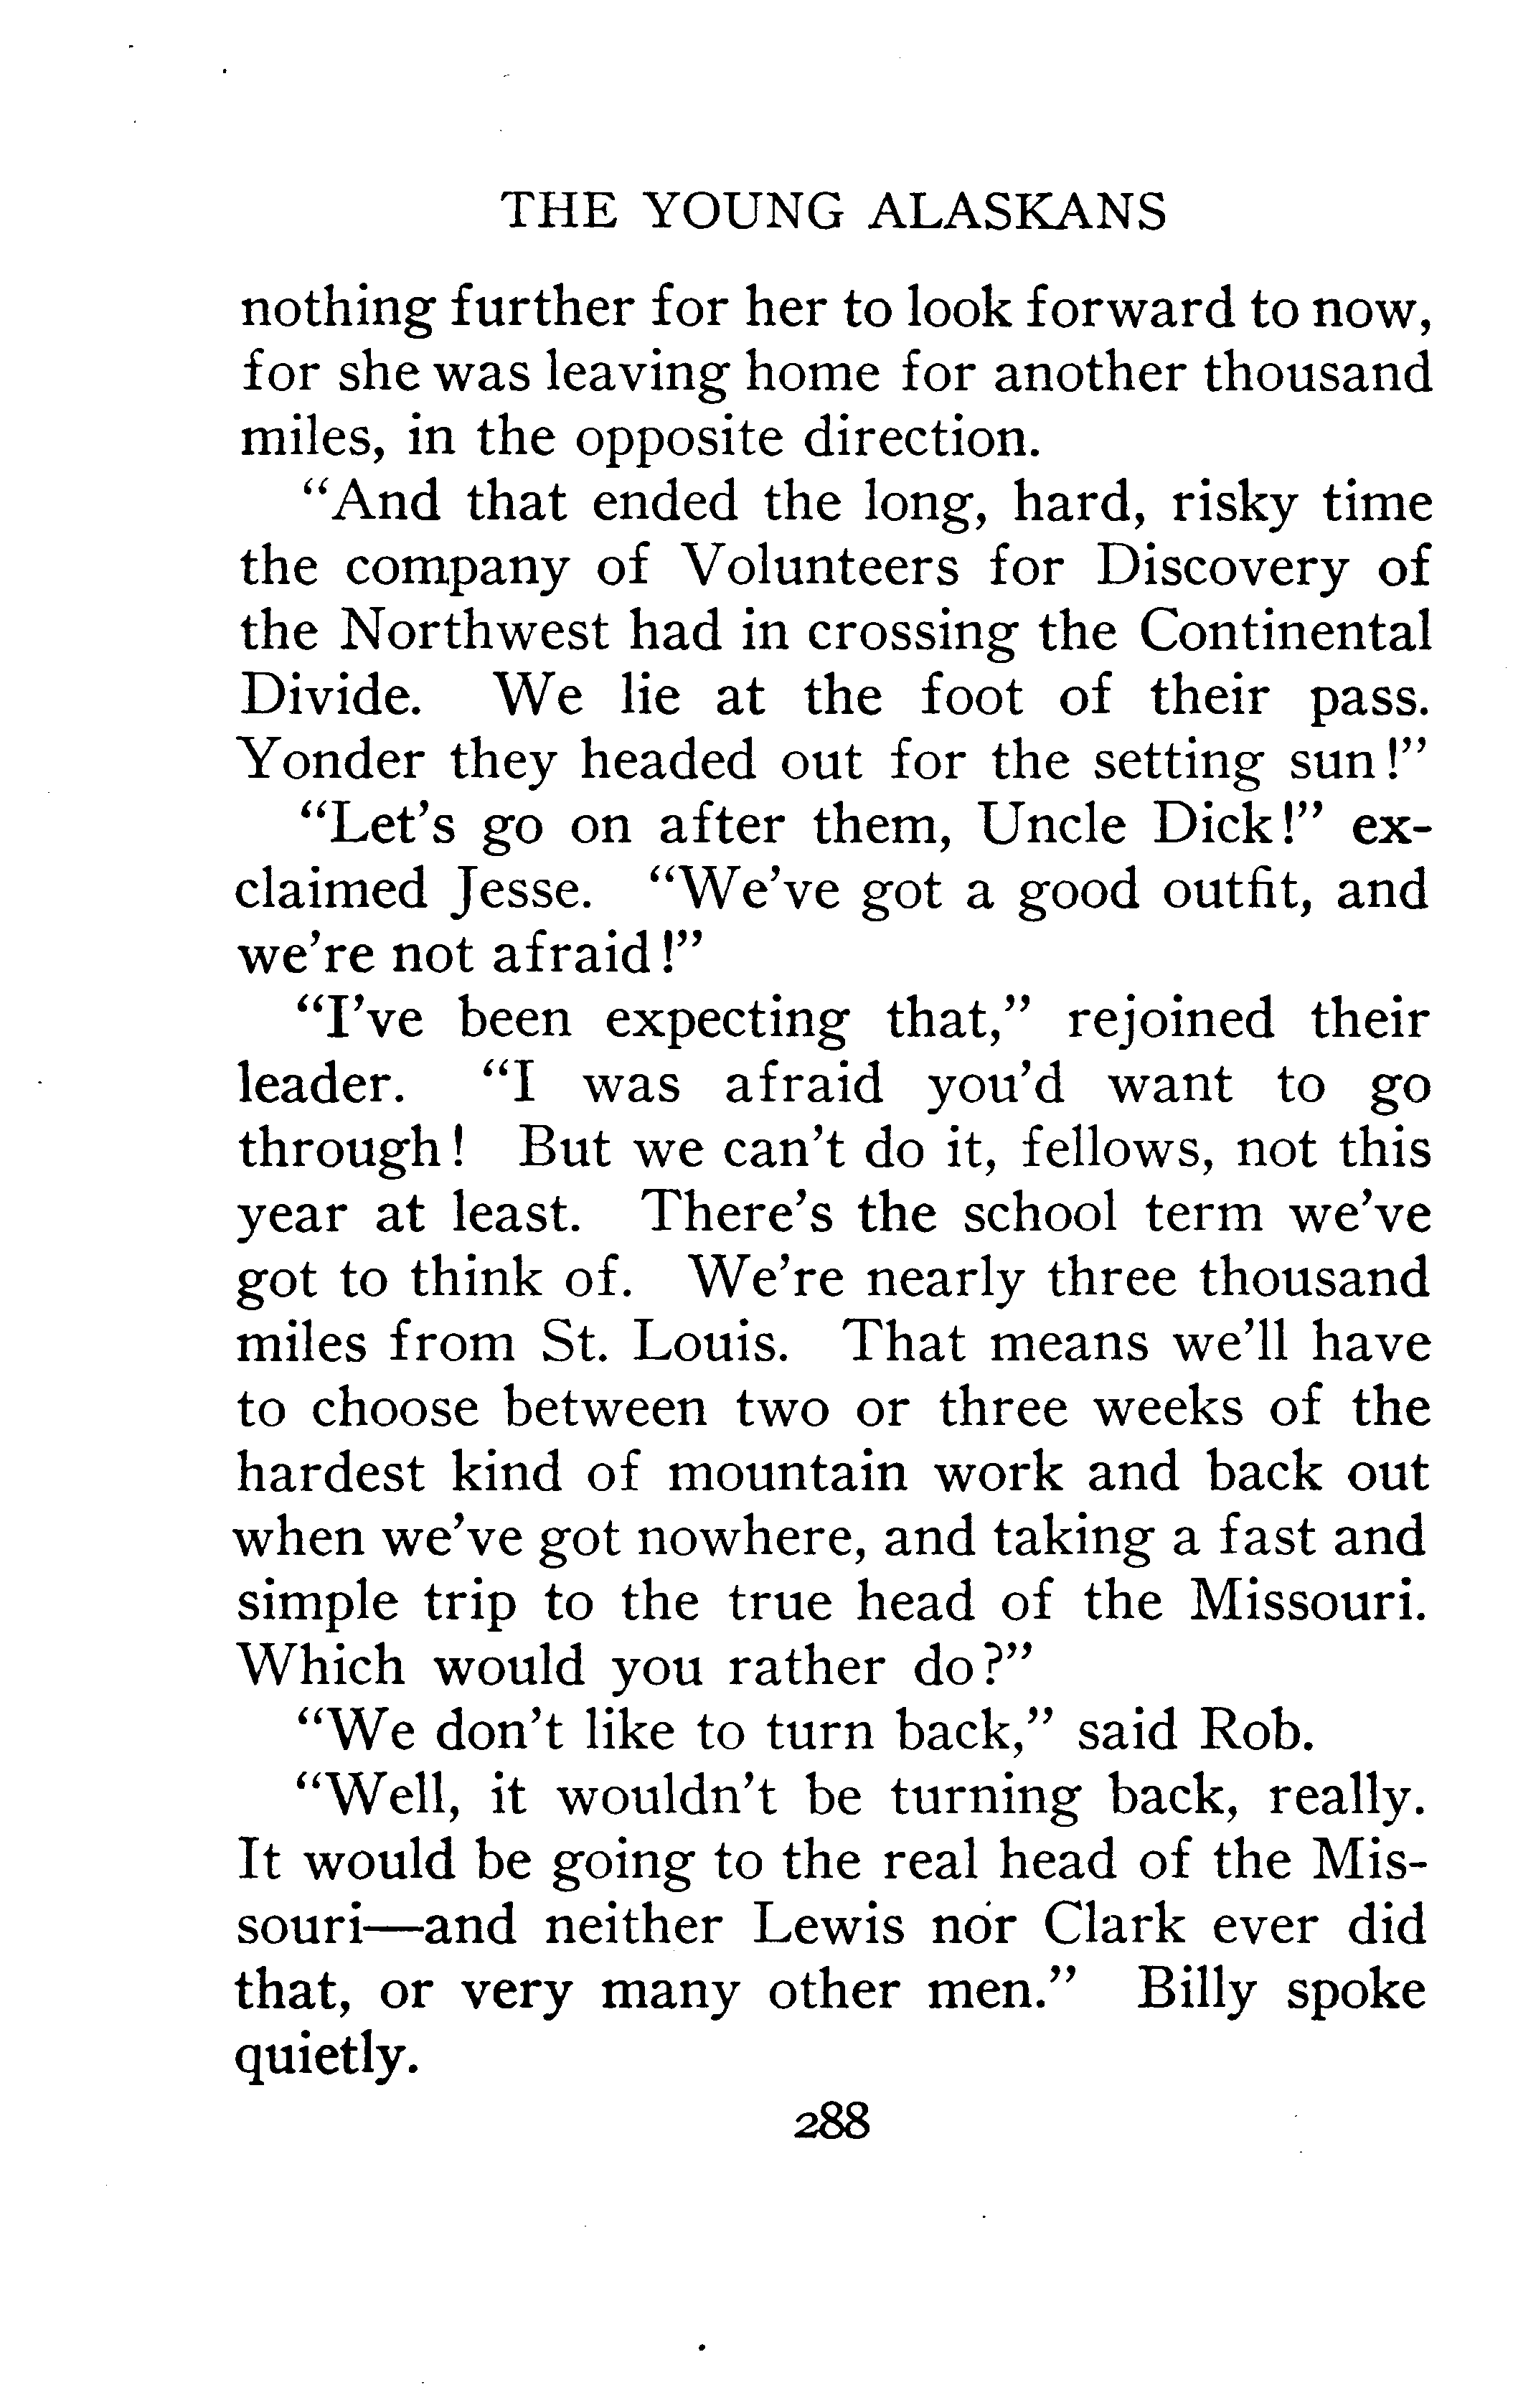 THE YOUNG ALASKANS
nothing further for her to look forward to now,
for she was leaving home for another thousand
miles, in the opposite direction.
“And that ended the long, hard, risky time
the company of Volunteers for Discovery of
the Northwest had in crossing the Continental
Divide. We lie at the foot of their pass.
Yonder they headed out for the setting sun!”
“Let’s go on after them, Uncle Dick!” ex-
claimed Jesse. “We’ve got a good outfit, and
we’re not afraid!”
“I’ve been expecting that,” rejoined their
leader. “I was afraid you’d want to go
through! But we can’t do it, fellows, not this
year at least. There’s the school term we’ve
got to think of. We’re nearly three thousand
miles from St. Louis. That means we’ll have
to choose between two or three weeks of the
hardest kind of mountain work and back out
when we’ve got nowhere, and taking a fast and
simple trip to the true head of the Missouri.
Which would you rather do?”
“We don’t like to turn back,” said Rob.
“Well, it wouldn’t be turning back, really.
It would be going to the real head of the Mis-
souri—and neither Lewis nor Clark ever did
that, or very many other men.” Billy spoke
quietly.
288